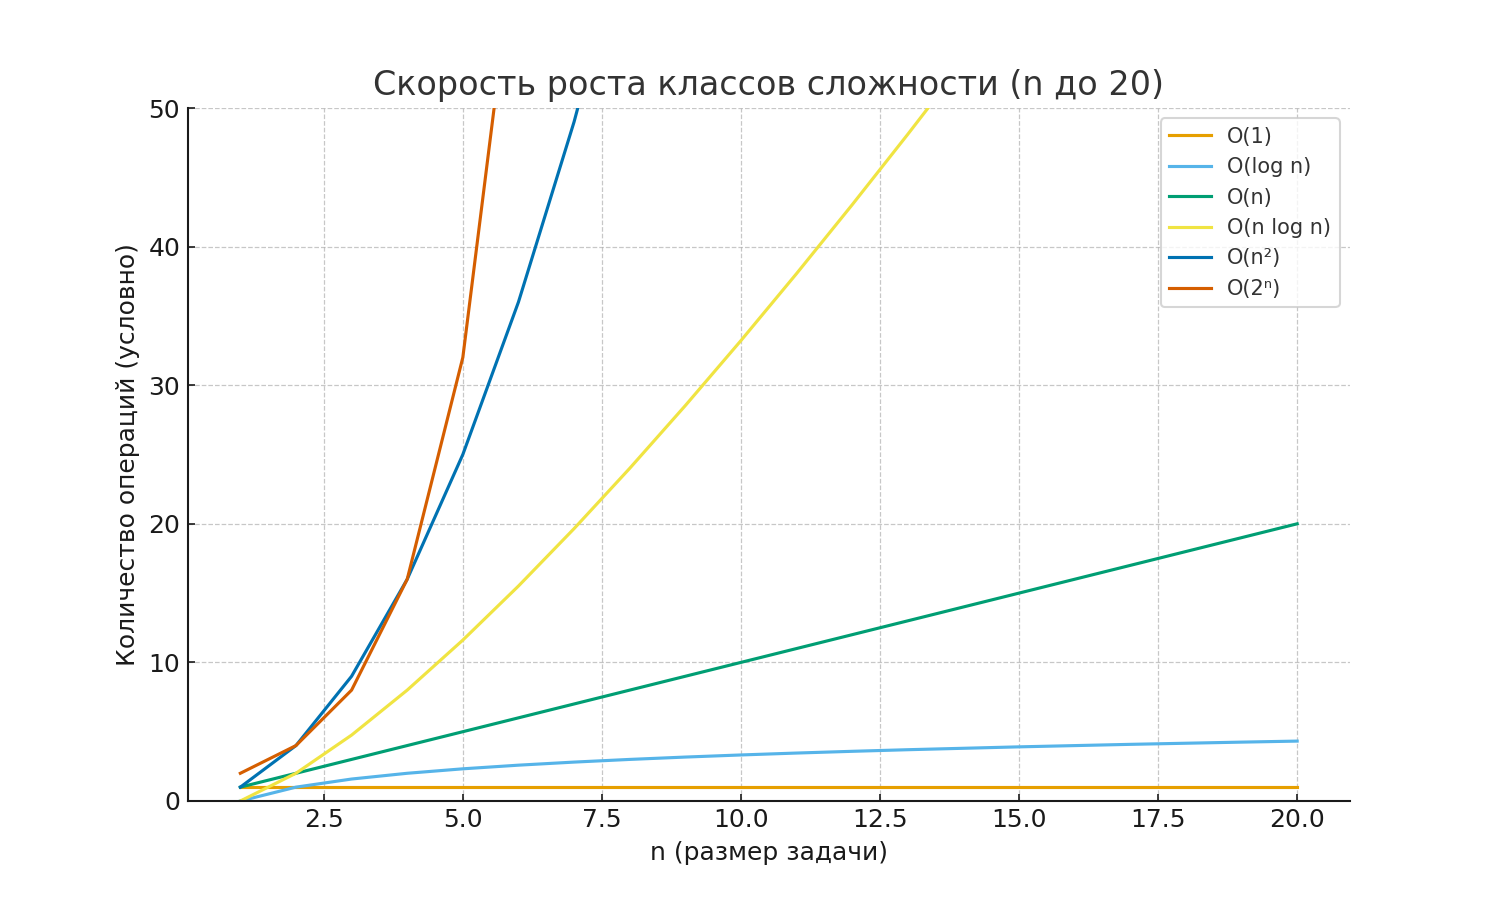 Скорость роста классов сложности (n до 20)
50
40
30
20
10
0
Количество операций (условно)
O(1)
O(log n)
O(n)
O(n log n)
O(n²)
O(2ⁿ)
2.5 5.0 7.5 10.0 12.5 15.0 17.5 20.0
n (размер задачи)